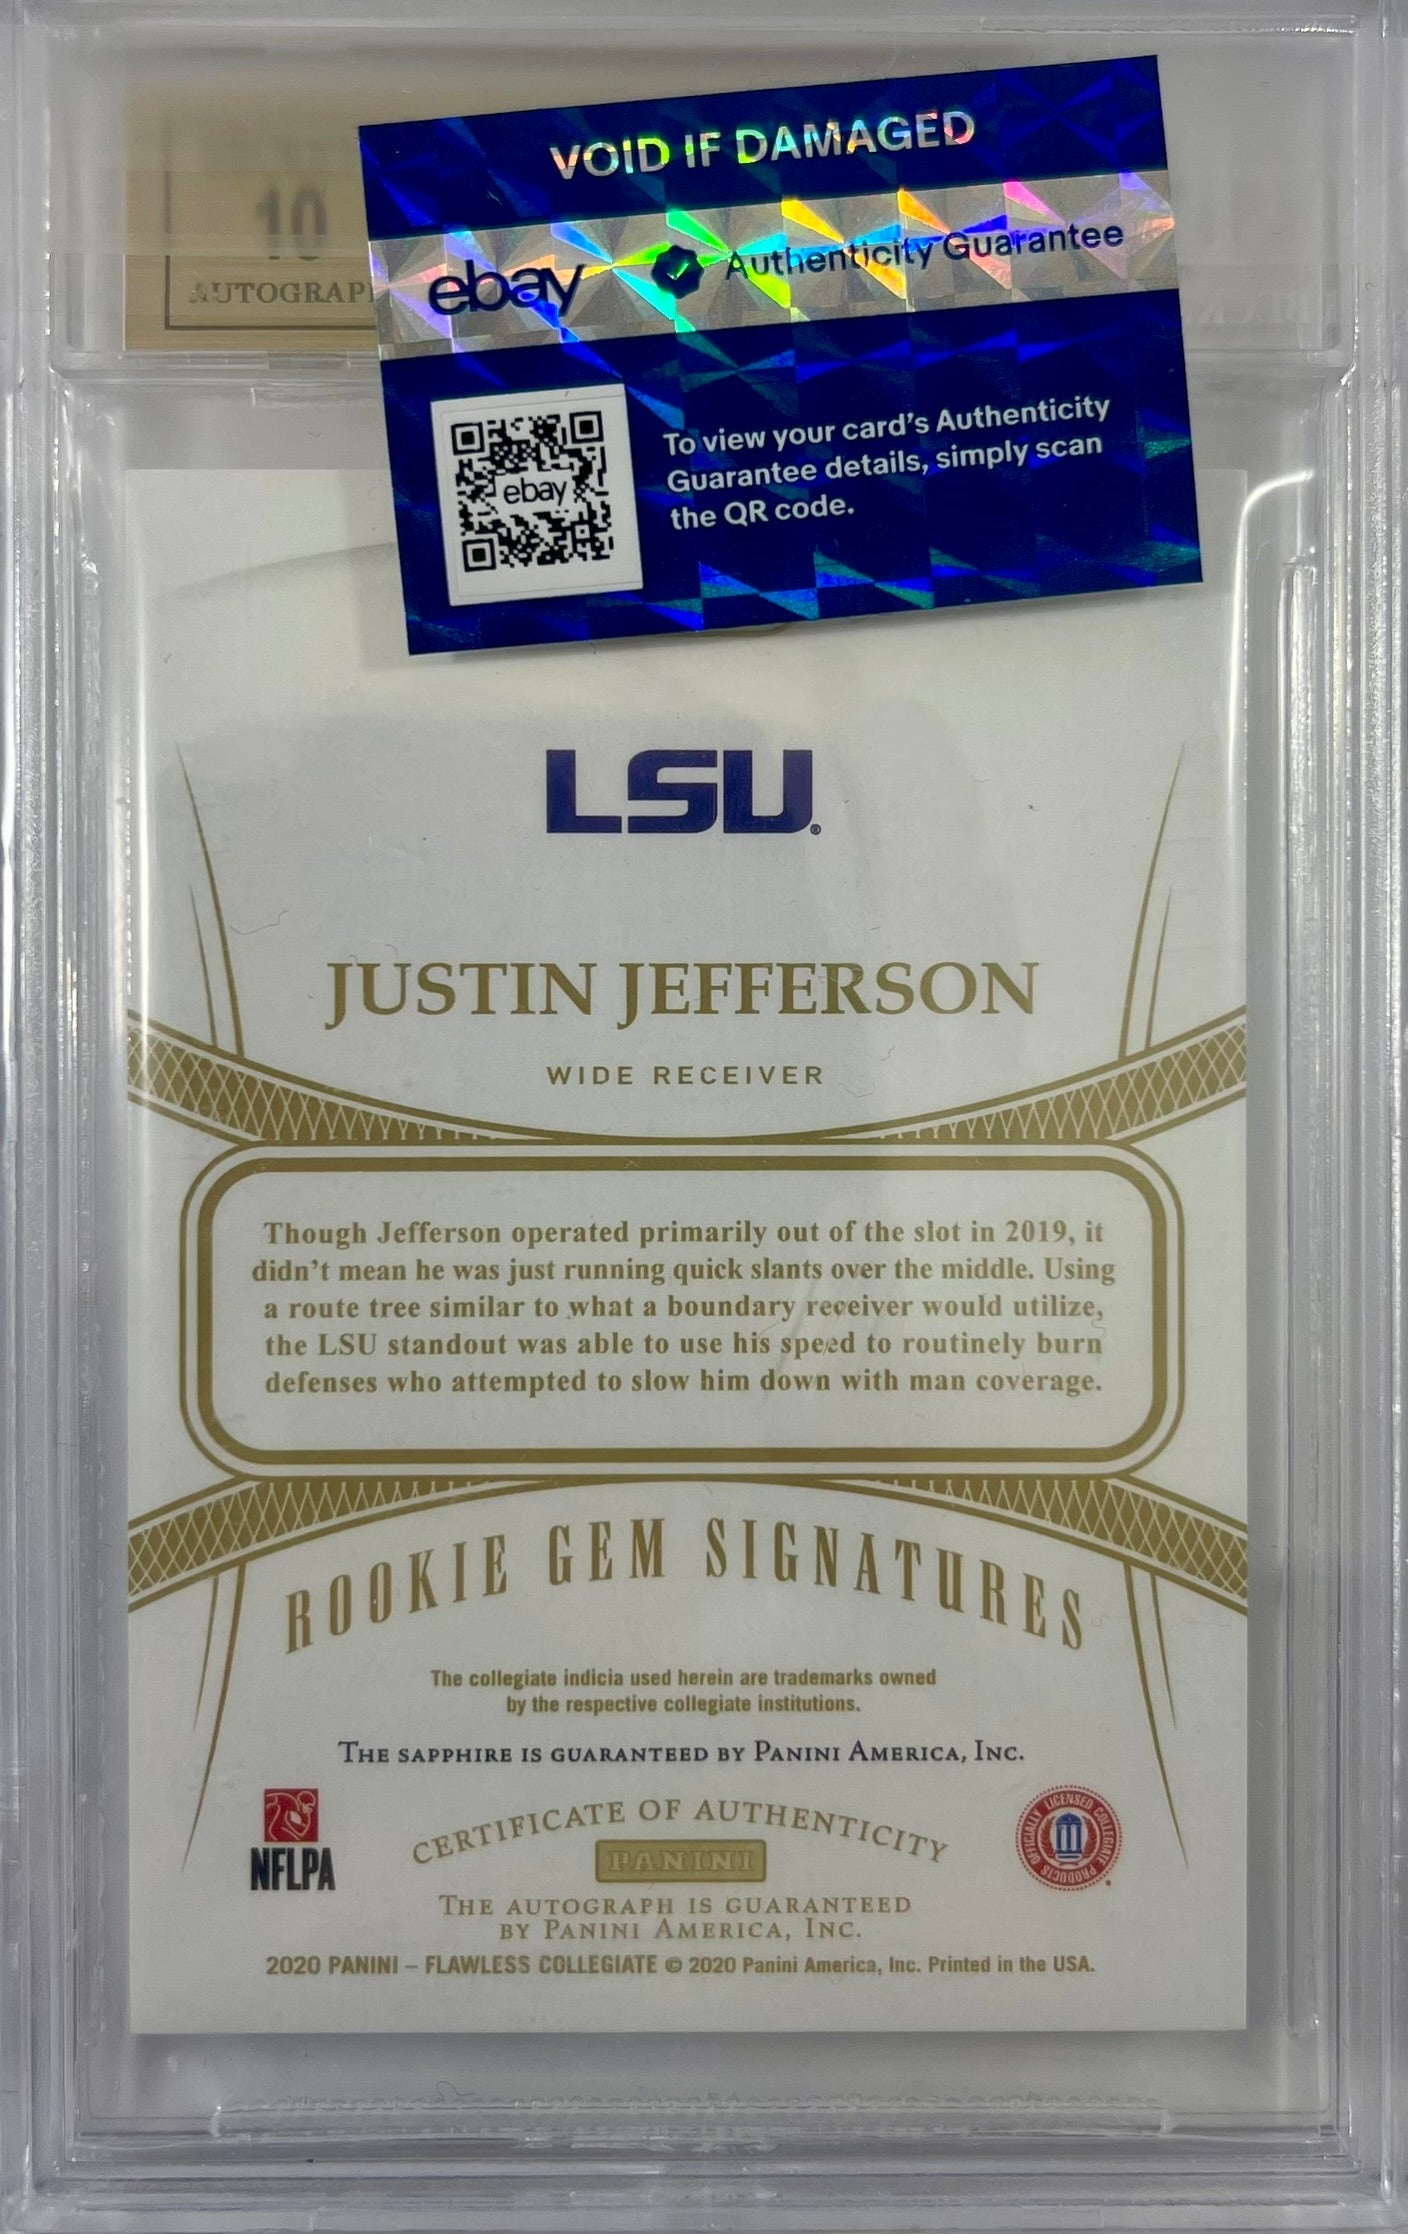 VOID IF DAMAGED
ebay Authenticity Guarantee
ebay
To view your card's Authenticity
Guarantee details, simply scan
the QR code.
10
AUTOGRAP
LSU®
JUSTIN JEFFERSON
WIDE RECEIVER
Though Jefferson operated primarily out of the slot in 2019, it
didn't mean he was just running quick slants over the middle. Using
a route tree similar to what a boundary receiver would utilize,
the LSU standout was able to use his speed to routinely burn
defenses who attempted to slow him down with man coverage.
ROOKIE GEM SIGNATURES
The collegiate indicia used herein are trademarks owned
by the respective collegiate institutions.
THE SAPPHIRE IS GUARANTEED BY PANINI AMERICA, INC.
NFLPA
CERTIFICATE OF AUTHENTICITY
PANINI
OFFICIALLY LICENSED COLLEGIATE PRODUCTS
THE AUTOGRAPH IS GUARANTEED
BY PANINI AMERICA, INC.
2020 PANINI – FLAWLESS COLLEGIATE © 2020 Panini America, Inc. Printed in the USA.